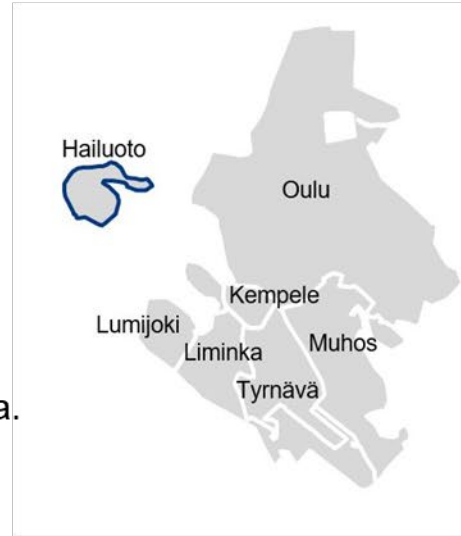 Hailuoto
Oulu
Kempele
Lumijoki
Liminka
Muhos
Tyrnävä
a.